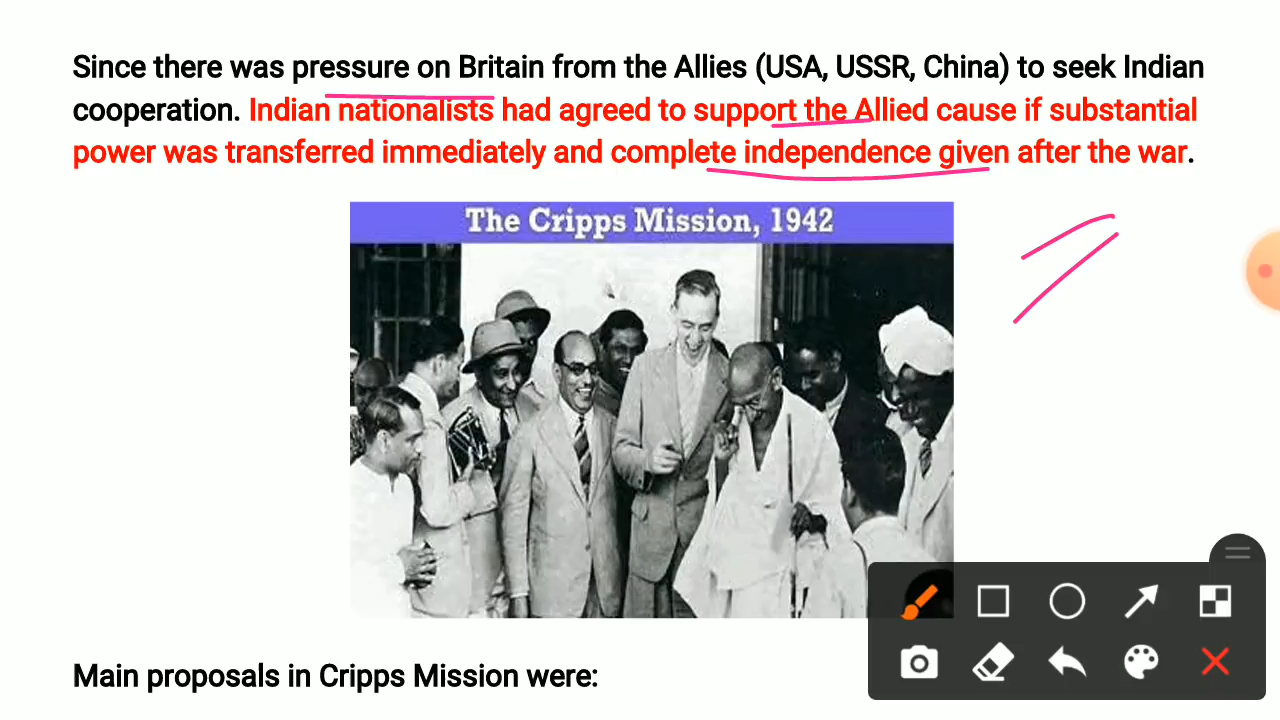 Since there was pressure on Britain from the Allies (USA, USSR, China) to seek Indian
cooperation. Indian nationalists had agreed to support the Allied cause if substantial
power was transferred immediately and complete independence given after the war.
The Cripps Mission, 1942
Main proposals in Cripps Mission were: